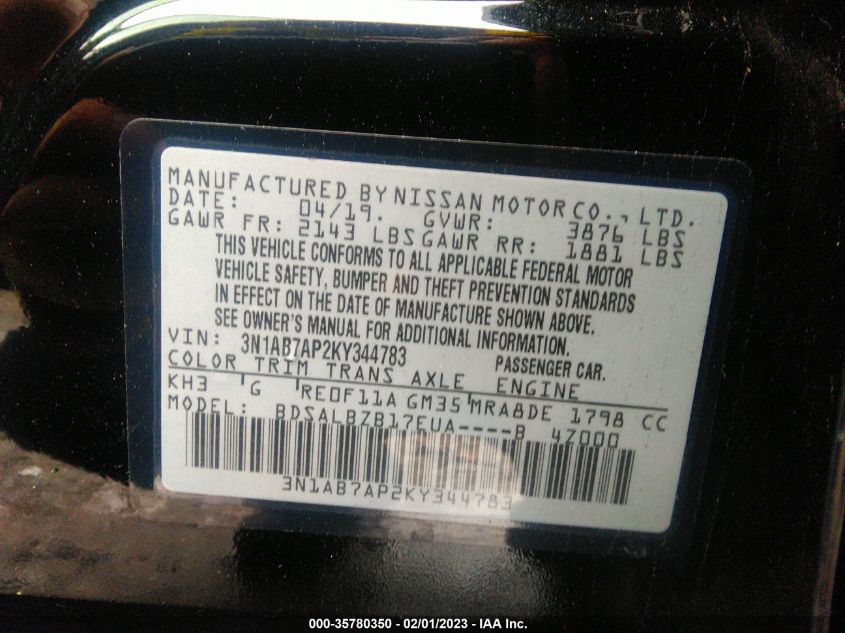 MANUFACTURED BY NISSAN MOTOR CO., LTD.
DATE: 04/19. GVWR: 3876 LBS
GAWR FR: 2143 LBS GAWR RR: 1881 LBS
THIS VEHICLE CONFORMS TO ALL APPLICABLE FEDERAL MOTOR
VEHICLE SAFETY, BUMPER AND THEFT PREVENTION STANDARDS
IN EFFECT ON THE DATE OF MANUFACTURE SHOWN ABOVE.
SEE OWNER'S MANUAL FOR ADDITIONAL INFORMATION.
VIN: 3N1AB7AP2KY344783 PASSENGER CAR.
COLOR TRIM TRANS AXLE ENGINE
KH3 G RE0F11A GM35 MRA8DE 1798 CC
MODEL: BDSALBZB17EUA----B 4Z000
3N1AB7AP2KY344783
000-35780350 - 02/01/2023 - IAA Inc.